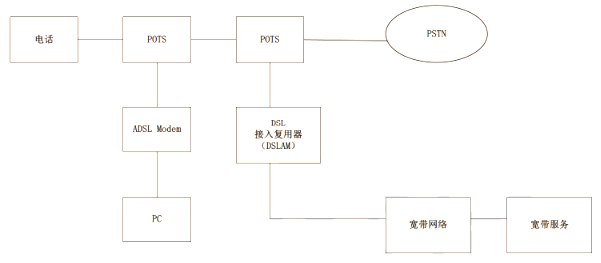 电话
POTS
POTS
PSTN
ADSL Modem
DSL
接入复用器
（DSLAM）
PC
宽带网络
宽带服务